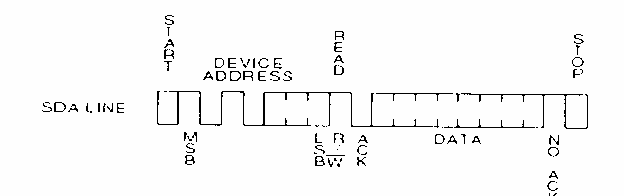 START
DEVICE
ADDRESS
READ
STOP
SDA LINE
MSB
LSB
R/W
ACK
DATA
NO ACK